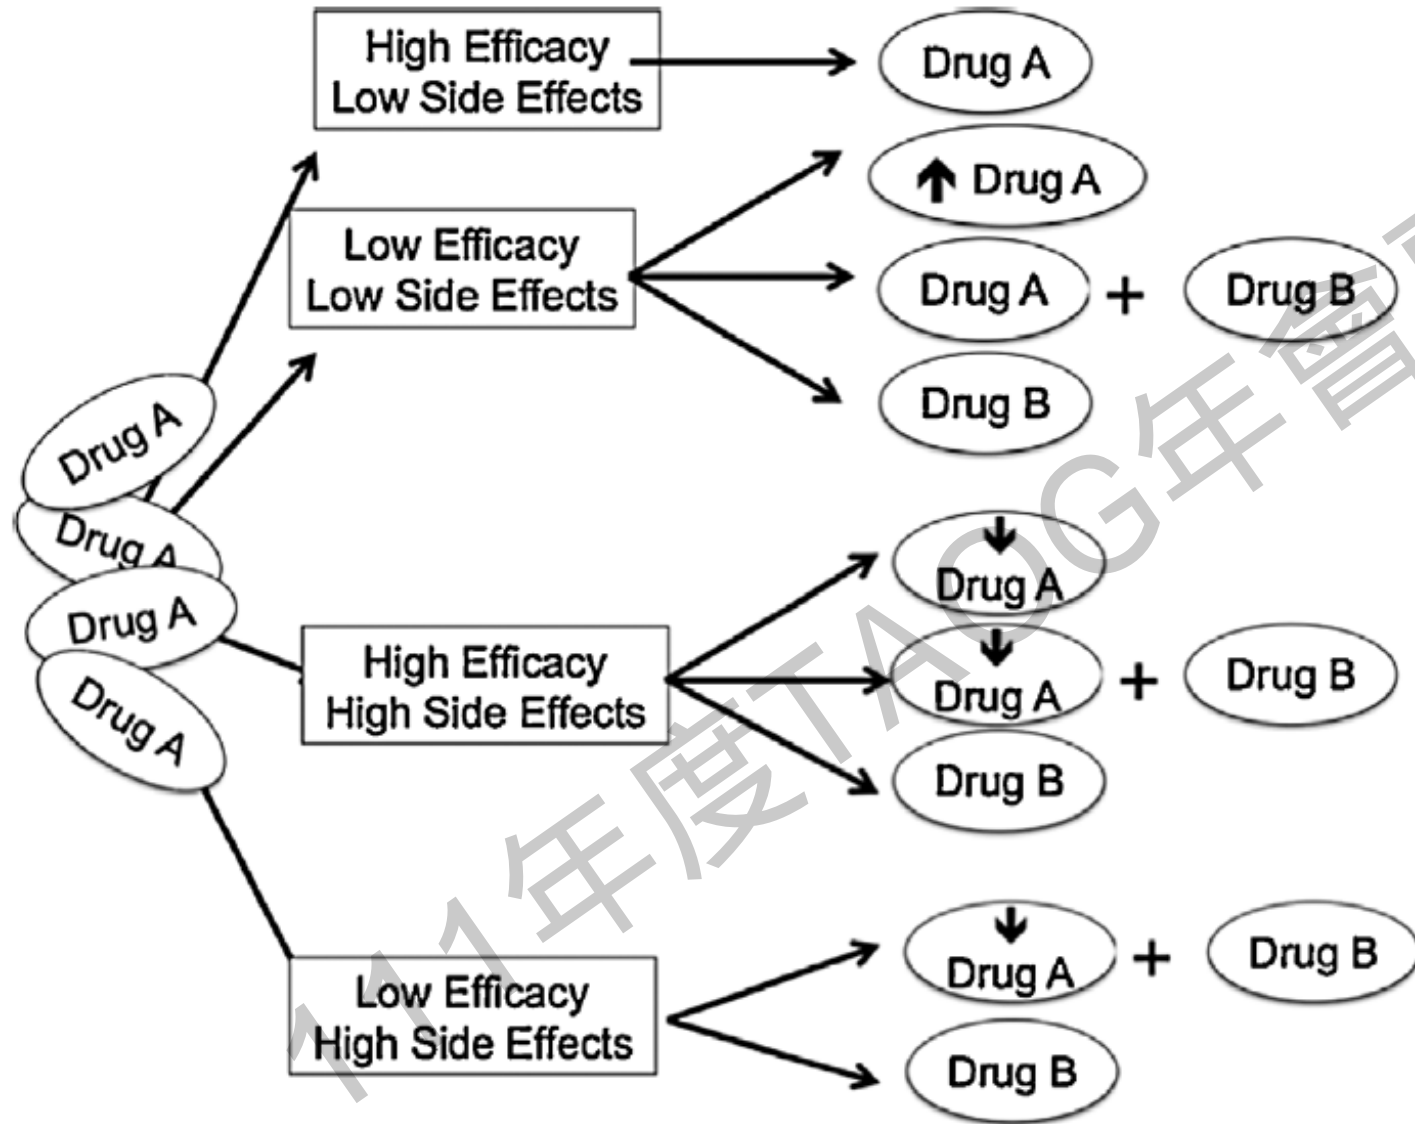 High Efficacy
Low Side Effects
Drug A
↑ Drug A
Low Efficacy
Low Side Effects
Drug A + Drug B
Drug B
Drug A
Drug A
Drug A
Drug A
↓
Drug A
High Efficacy
High Side Effects
↓
Drug A + Drug B
Drug B
Low Efficacy
High Side Effects
↓
Drug A + Drug B
Drug B
111年度TAOG年會